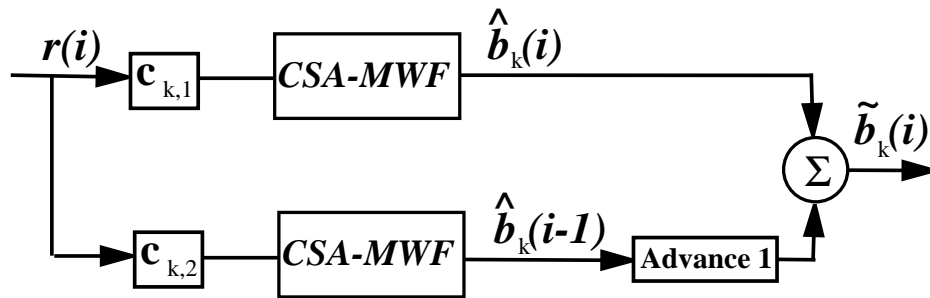 r(i)
c k,1
CSA-MWF
b̂k(i)
Σ
b̃k(i)
c k,2
CSA-MWF
b̂k(i-1)
Advance 1